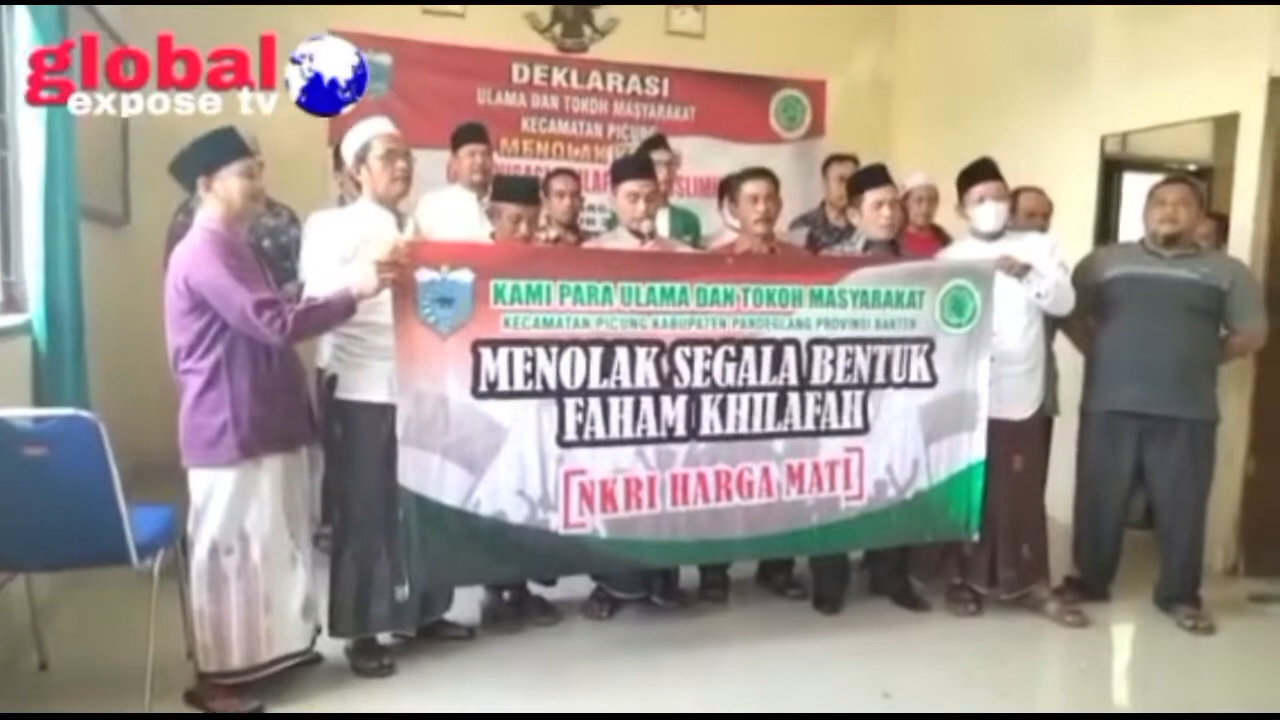 global
expose tv
DEKLARASI
ULAMA DAN TOKOH MASYARAKAT
KECAMATAN PICUNG
MENOLAK
KAMI PARA ULAMA DAN TOKOH MASYARAKAT
KECAMATAN PICUNG KABUPATEN PANDEGLANG PROVINSI BANTEN
MENOLAK SEGALA BENTUK
FAHAM KHILAFAH
[NKRI HARGA MATI]